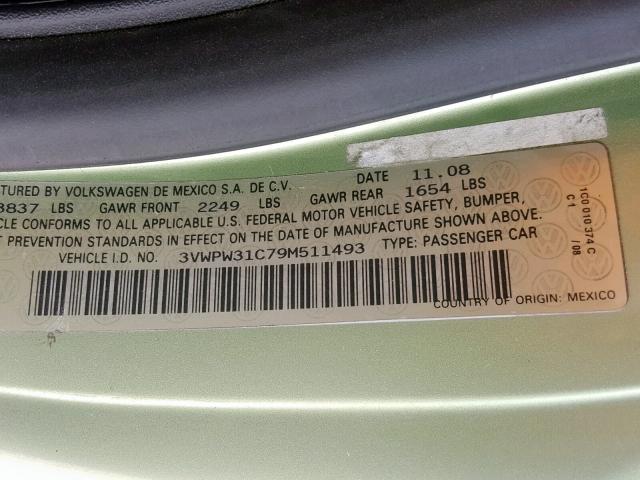 TURED BY VOLKSWAGEN DE MEXICO S.A. DE C.V. DATE 11.08
3837 LBS GAWR FRONT 2249 LBS GAWR REAR 1654 LBS
CLE CONFORMS TO ALL APPLICABLE U.S. FEDERAL MOTOR VEHICLE SAFETY, BUMPER,
T PREVENTION STANDARDS IN EFFECT ON THE DATE OF MANUFACTURE SHOWN ABOVE.
VEHICLE I.D. NO. 3VWPW31C79M511493 TYPE: PASSENGER CAR
COUNTRY OF ORIGIN: MEXICO
1C0 010 374 C
C1 /08